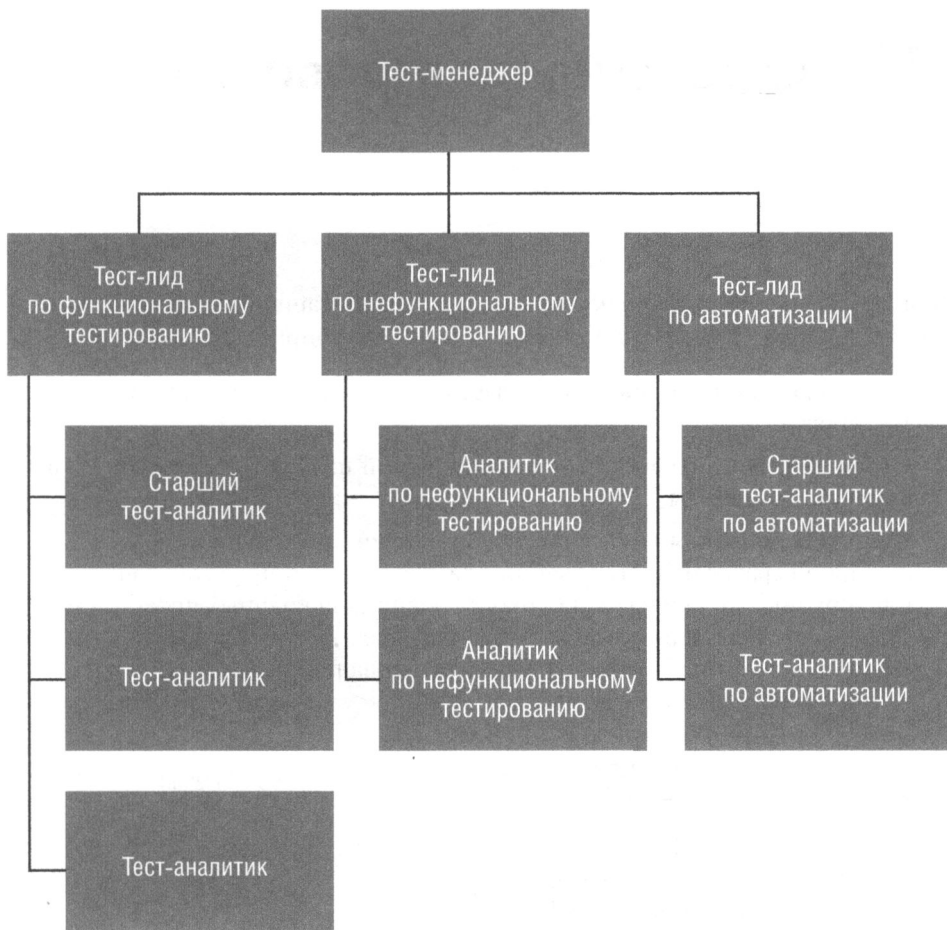 Тест-менеджер
Тест-лид
по функциональному
тестированию
Тест-лид
по нефункциональному
тестированию
Тест-лид
по автоматизации
Старший
тест-аналитик
Аналитик
по нефункциональному
тестированию
Старший
тест-аналитик
по автоматизации
Тест-аналитик
Аналитик
по нефункциональному
тестированию
Тест-аналитик
по автоматизации
Тест-аналитик